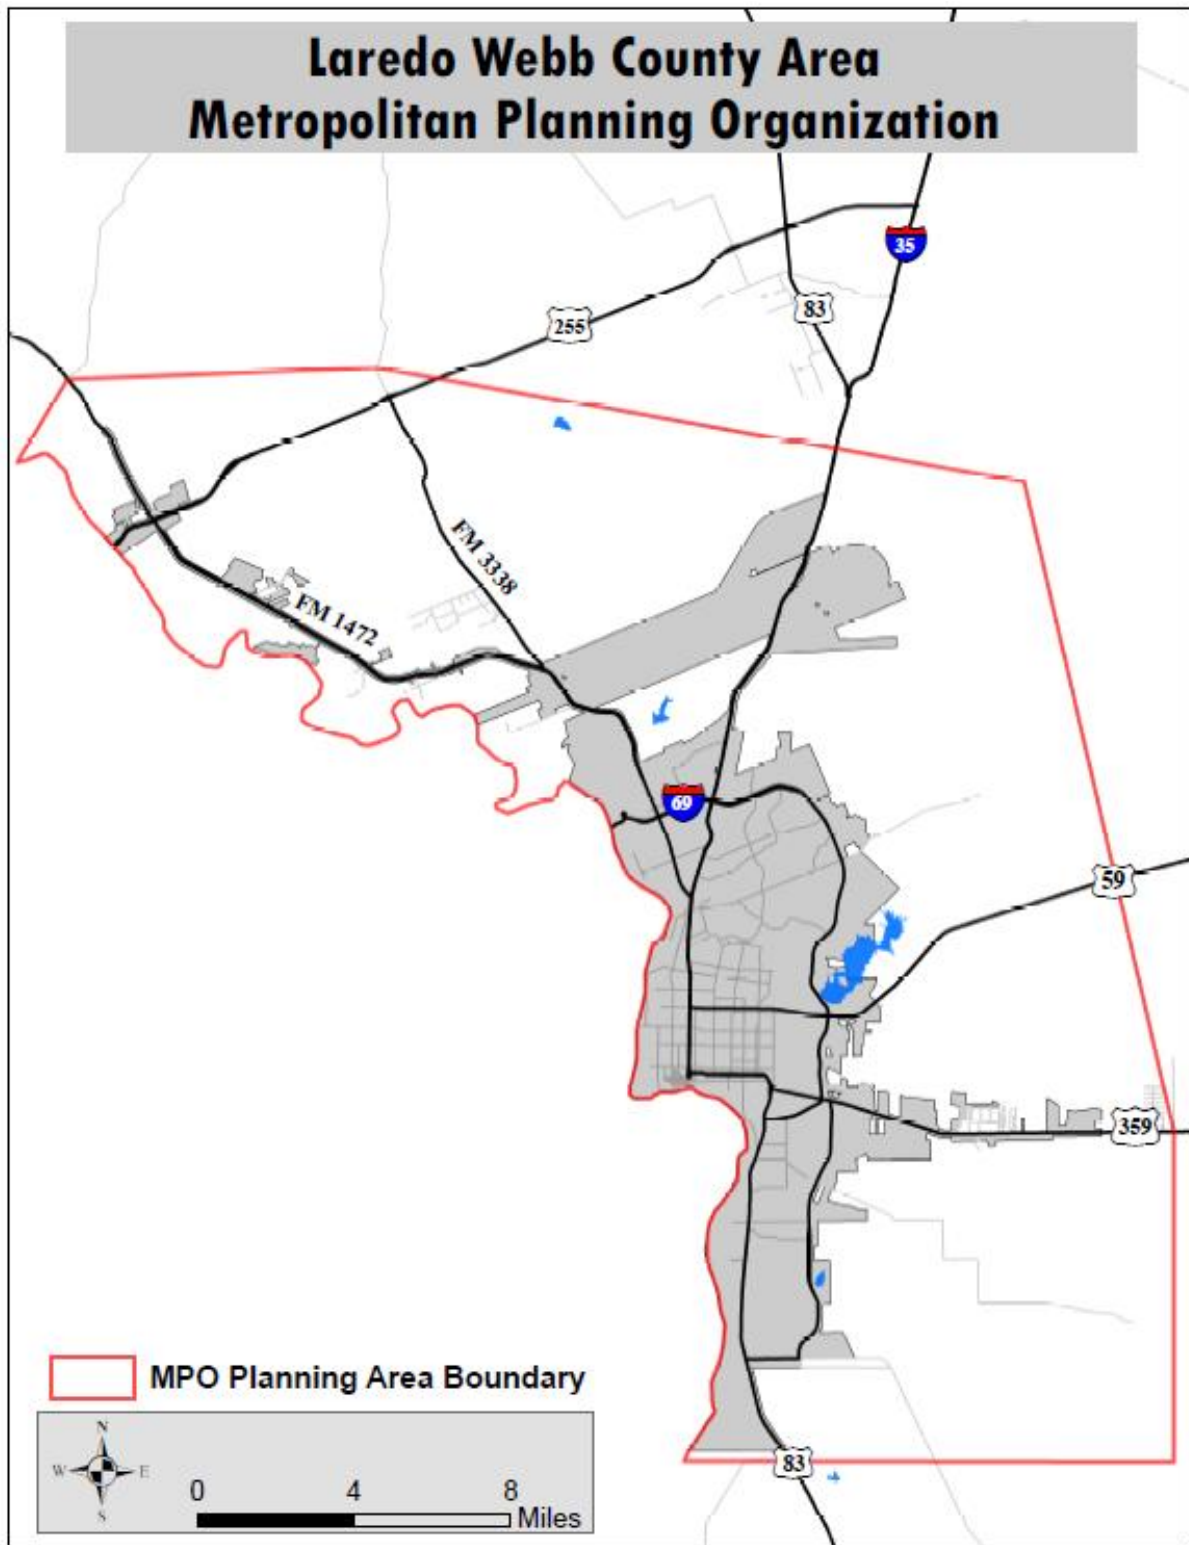 Laredo Webb County Area
Metropolitan Planning Organization
35
83
255
FM 3338
FM 1472
69
59
359
MPO Planning Area Boundary
N
W E
S
0 4 8
Miles
83